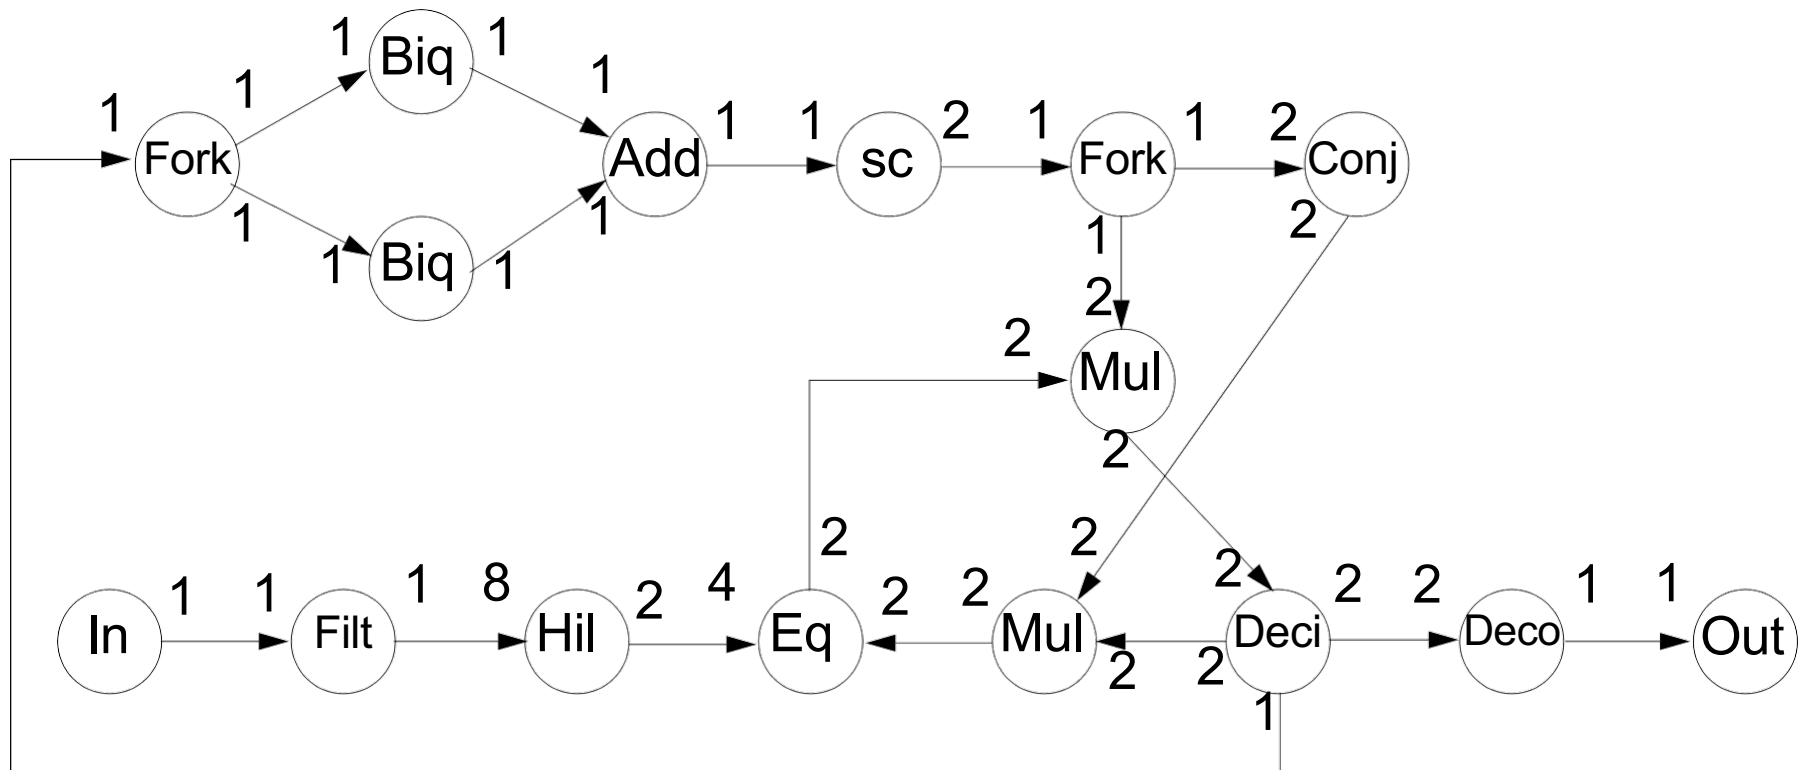 1 Biq 1
1 1
1 Fork Add 1 1 sc 2 1 Fork 1 2 Conj
1 1 Biq 1 1
1 2
2
2 Mul
2
2 2 2
In 1 1 Filt 1 8 Hil 2 4 Eq 2 2 Mul 2 2 Deci 2 2 Deco 1 1 Out
1